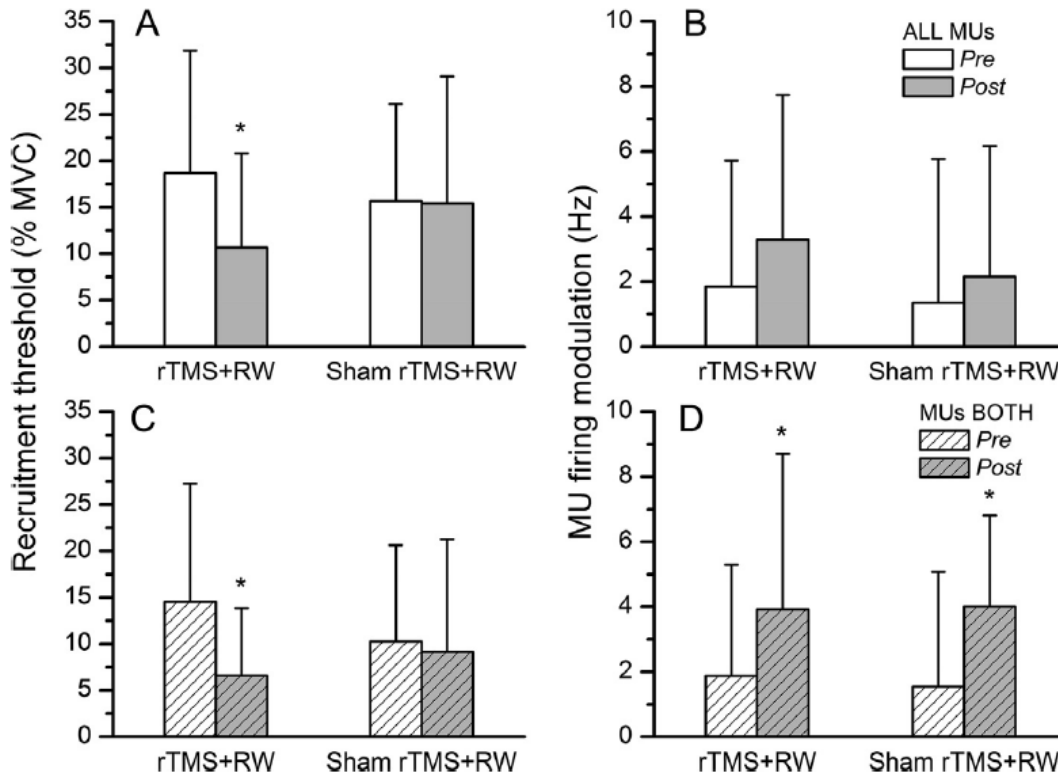 A
Recruitment threshold (% MVC)
35
30
25
20
15
10
5
0
*
rTMS+RW
Sham rTMS+RW
B
MU firing modulation (Hz)
10
8
6
4
2
0
ALL MUs
Pre
Post
rTMS+RW
Sham rTMS+RW
C
35
30
25
20
15
10
5
0
*
rTMS+RW
Sham rTMS+RW
D
10
8
6
4
2
0
MUs BOTH
Pre
Post
*
*
rTMS+RW
Sham rTMS+RW